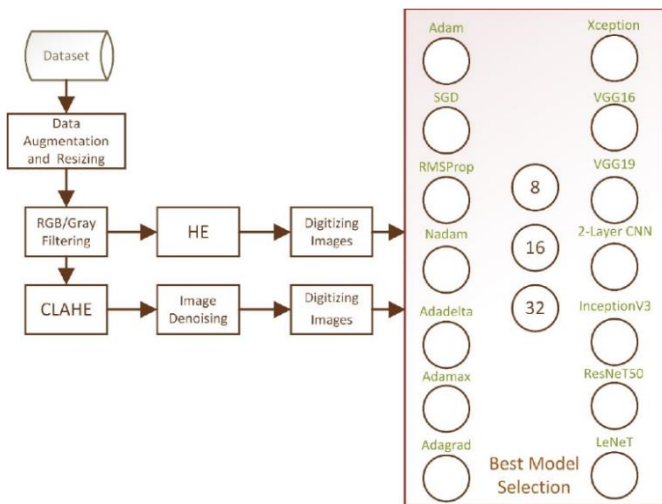 Dataset
Data
Augmentation
and Resizing
RGB/Gray
Filtering
HE
Digitizing
Images
CLAHE
Image
Denoising
Digitizing
Images
Adam
SGD
RMSProp
Nadam
Adadelta
Adamax
Adagrad
8
16
32
Xception
VGG16
VGG19
2-Layer CNN
InceptionV3
ResNeT50
LeNeT
Best Model
Selection